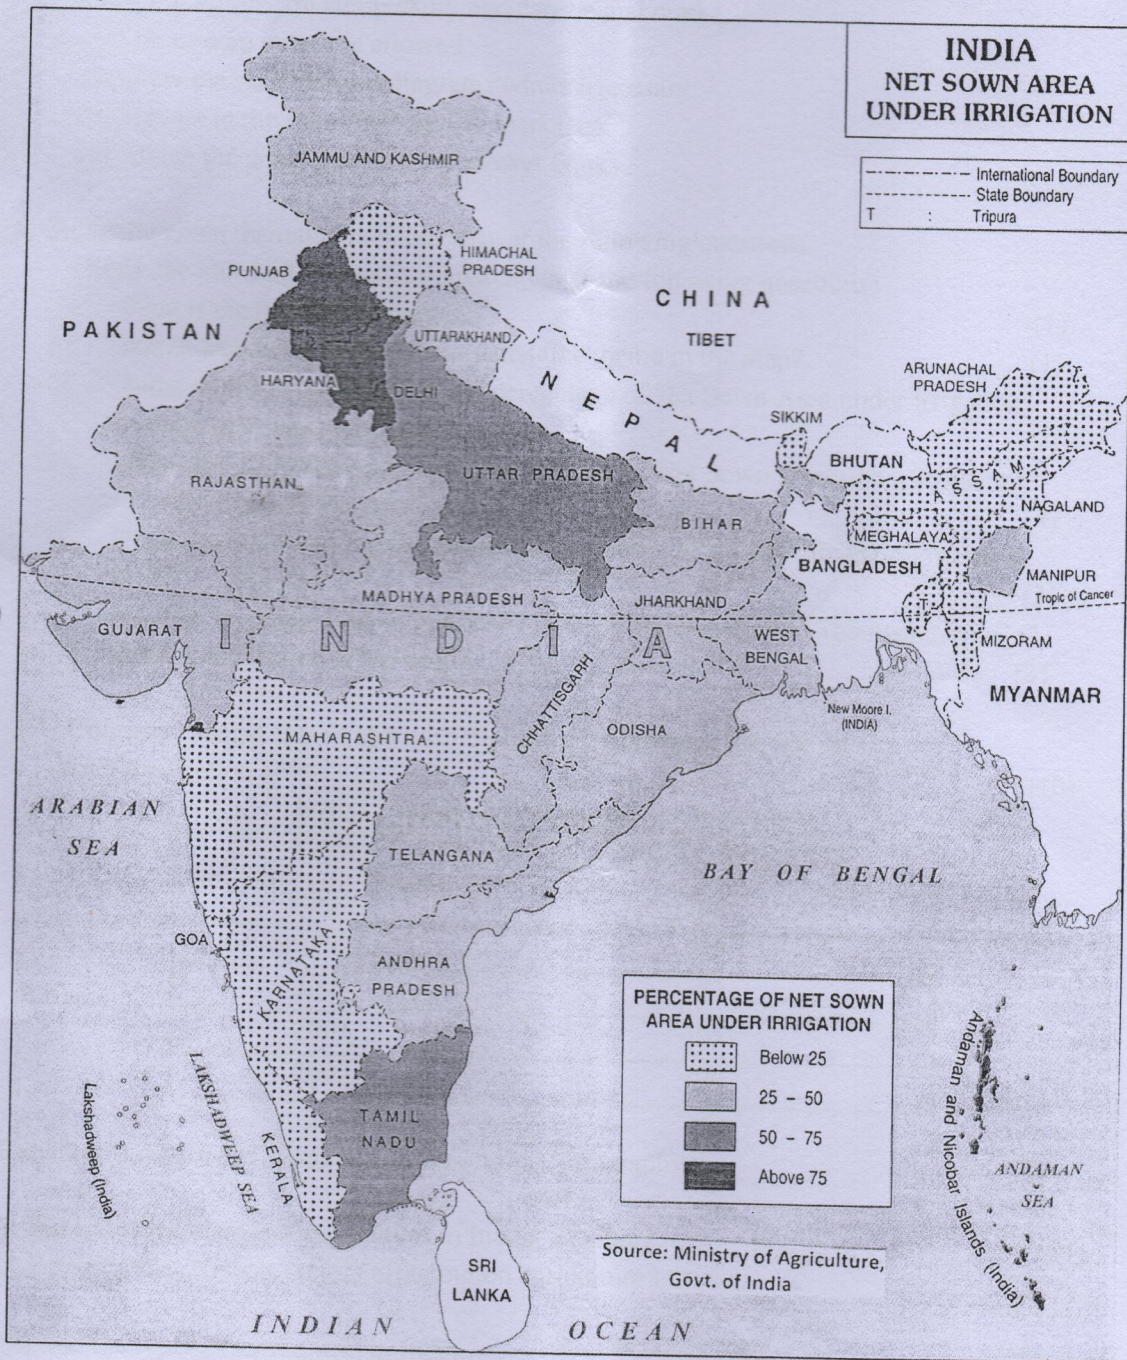 INDIA
NET SOWN AREA
UNDER IRRIGATION
International Boundary
State Boundary
T : Tripura
JAMMU AND KASHMIR
HIMACHAL
PRADESH
PUNJAB
CHINA
TIBET
PAKISTAN
UTTARAKHAND
HARYANA
DELHI
NEPAL
ARUNACHAL
PRADESH
SIKKIM
BHUTAN
ASSAM
RAJASTHAN
UTTAR PRADESH
NAGALAND
BIHAR
MEGHALAYA
BANGLADESH
MANIPUR
Tropic of Cancer
MADHYA PRADESH
JHARKHAND
T
GUJARAT
INDIA
WEST
BENGAL
MIZORAM
MYANMAR
New Moore I.
(INDIA)
CHHATTISGARH
ODISHA
MAHARASHTRA
ARABIAN
SEA
TELANGANA
BAY OF BENGAL
GOA
KARNATAKA
ANDHRA
PRADESH
PERCENTAGE OF NET SOWN
AREA UNDER IRRIGATION
Below 25
25 – 50
50 – 75
Above 75
Andaman and Nicobar Islands (India)
LAKSHADWEEP SEA
Lakshadweep (India)
TAMIL
NADU
KERALA
ANDAMAN
SEA
SRI
LANKA
Source: Ministry of Agriculture,
Govt. of India
INDIAN OCEAN